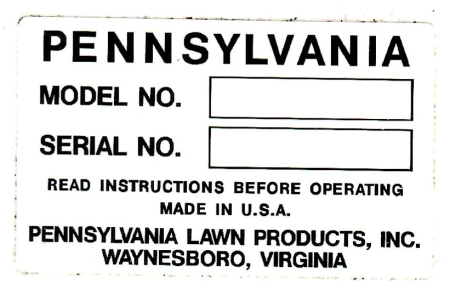 PENNSYLVANIA
MODEL NO.
SERIAL NO.
READ INSTRUCTIONS BEFORE OPERATING
MADE IN U.S.A.
PENNSYLVANIA LAWN PRODUCTS, INC.
WAYNESBORO, VIRGINIA